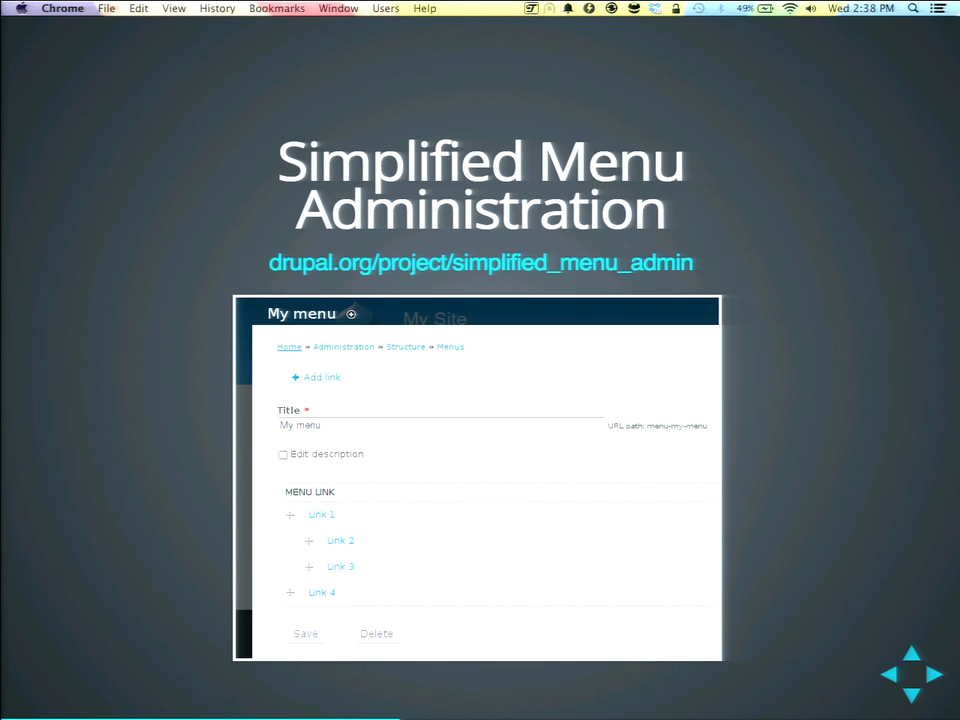 Chrome File Edit View History Bookmarks Window Users Help 49% Wed 2:38 PM
Simplified Menu
Administration
drupal.org/project/simplified_menu_admin
My menu
My Site
Home » Administration » Structure » Menus
Add link
Title *
My menu
URL path: menu-my-menu
Edit description
MENU LINK
Link 1
Link 2
Link 3
Link 4
Save Delete